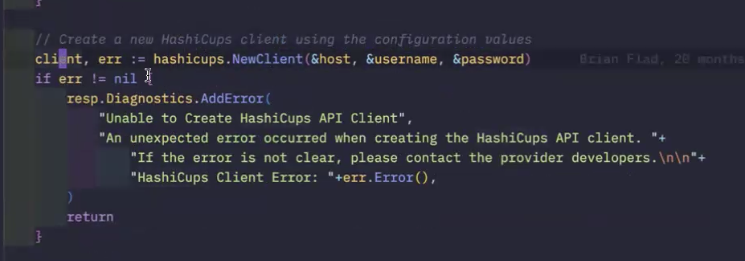 }
// Create a new HashiCups client using the configuration values
client, err := hashicups.NewClient(&host, &username, &password) Brian Flad, 20 months
if err != nil {
resp.Diagnostics.AddError(
"Unable to Create HashiCups API Client",
"An unexpected error occurred when creating the HashiCups API client. "+
"If the error is not clear, please contact the provider developers.\n\n"+
"HashiCups Client Error: "+err.Error(),
)
return
}